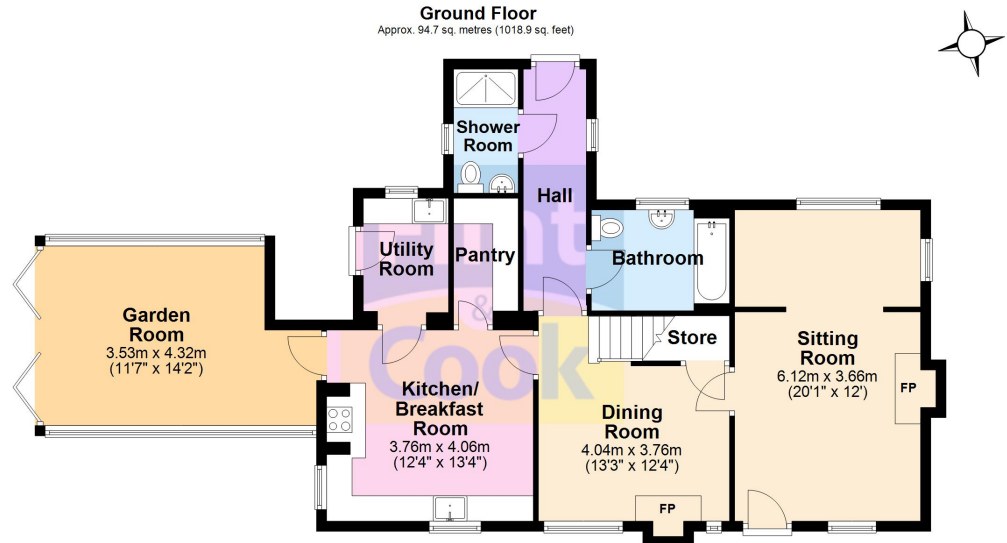 Ground Floor
Approx. 94.7 sq. metres (1018.9 sq. feet)
Shower
Room
Hall
Utility
Room
Pantry
Bathroom
Garden
Room
3.53m x 4.32m
(11'7" x 14'2")
Kitchen/
Breakfast
Room
3.76m x 4.06m
(12'4" x 13'4")
Store
Dining
Room
4.04m x 3.76m
(13'3" x 12'4")
FP
Sitting
Room
6.12m x 3.66m
(20'1" x 12')
FP
Flint
&
Cook